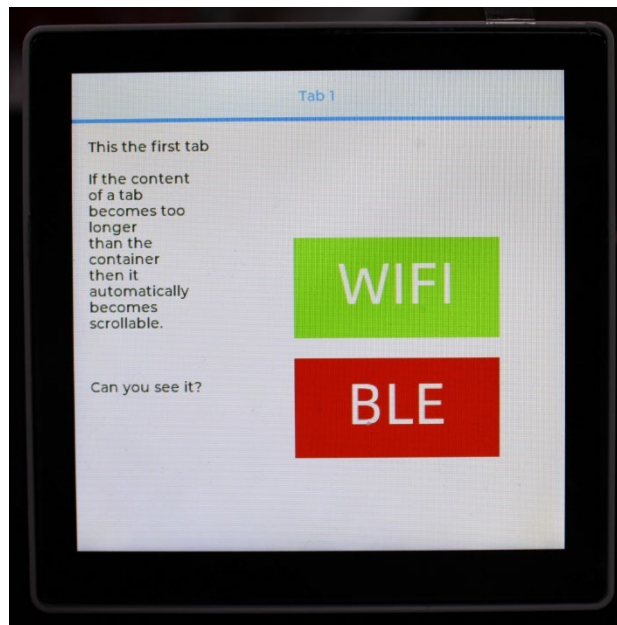 Tab 1
This the first tab
If the content
of a tab
becomes too
longer
than the
container
then it
automatically
becomes
scrollable.
Can you see it?
WIFI
BLE